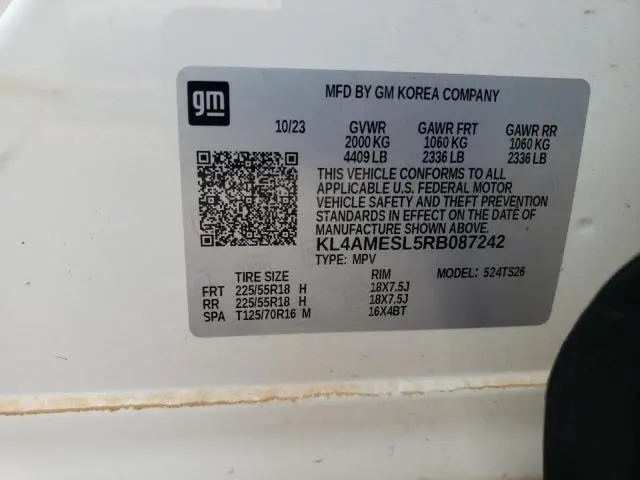 gm
MFD BY GM KOREA COMPANY
10/23 GVWR GAWR FRT GAWR RR
2000 KG 1060 KG 1060 KG
4409 LB 2336 LB 2336 LB
THIS VEHICLE CONFORMS TO ALL
APPLICABLE U.S. FEDERAL MOTOR
VEHICLE SAFETY AND THEFT PREVENTION
STANDARDS IN EFFECT ON THE DATE OF
MANUFACTURE SHOWN ABOVE.
KL4AMESL5RB087242
TYPE: MPV MODEL: 524TS26
TIRE SIZE RIM
FRT 225/55R18 H 18X7.5J
RR 225/55R18 H 18X7.5J
SPA T125/70R16 M 16X4BT